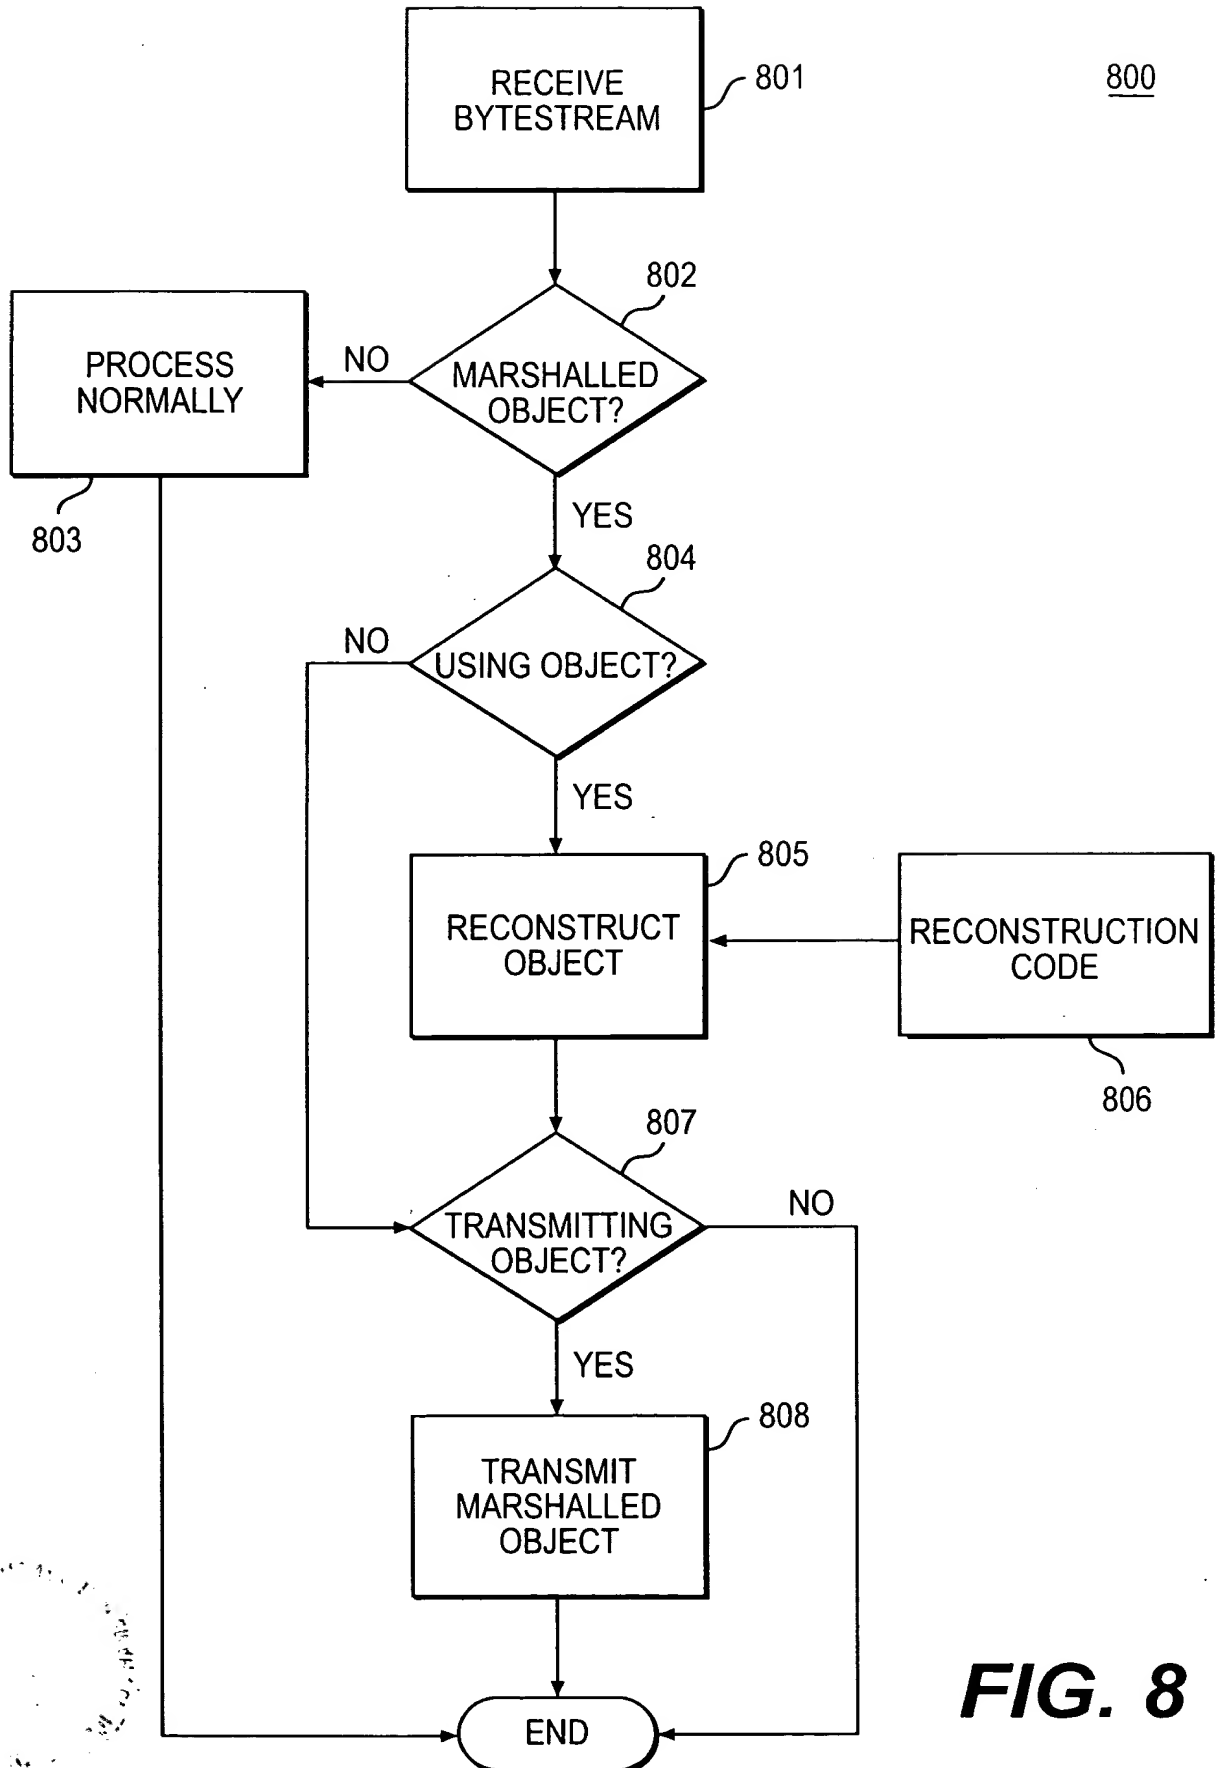 RECEIVE
BYTESTREAM
801
800
802
MARSHALLED
OBJECT?
NO
PROCESS
NORMALLY
803
YES
804
USING OBJECT?
NO
YES
805
RECONSTRUCT
OBJECT
RECONSTRUCTION
CODE
806
807
TRANSMITTING
OBJECT?
NO
YES
808
TRANSMIT
MARSHALLED
OBJECT
END
FIG. 8